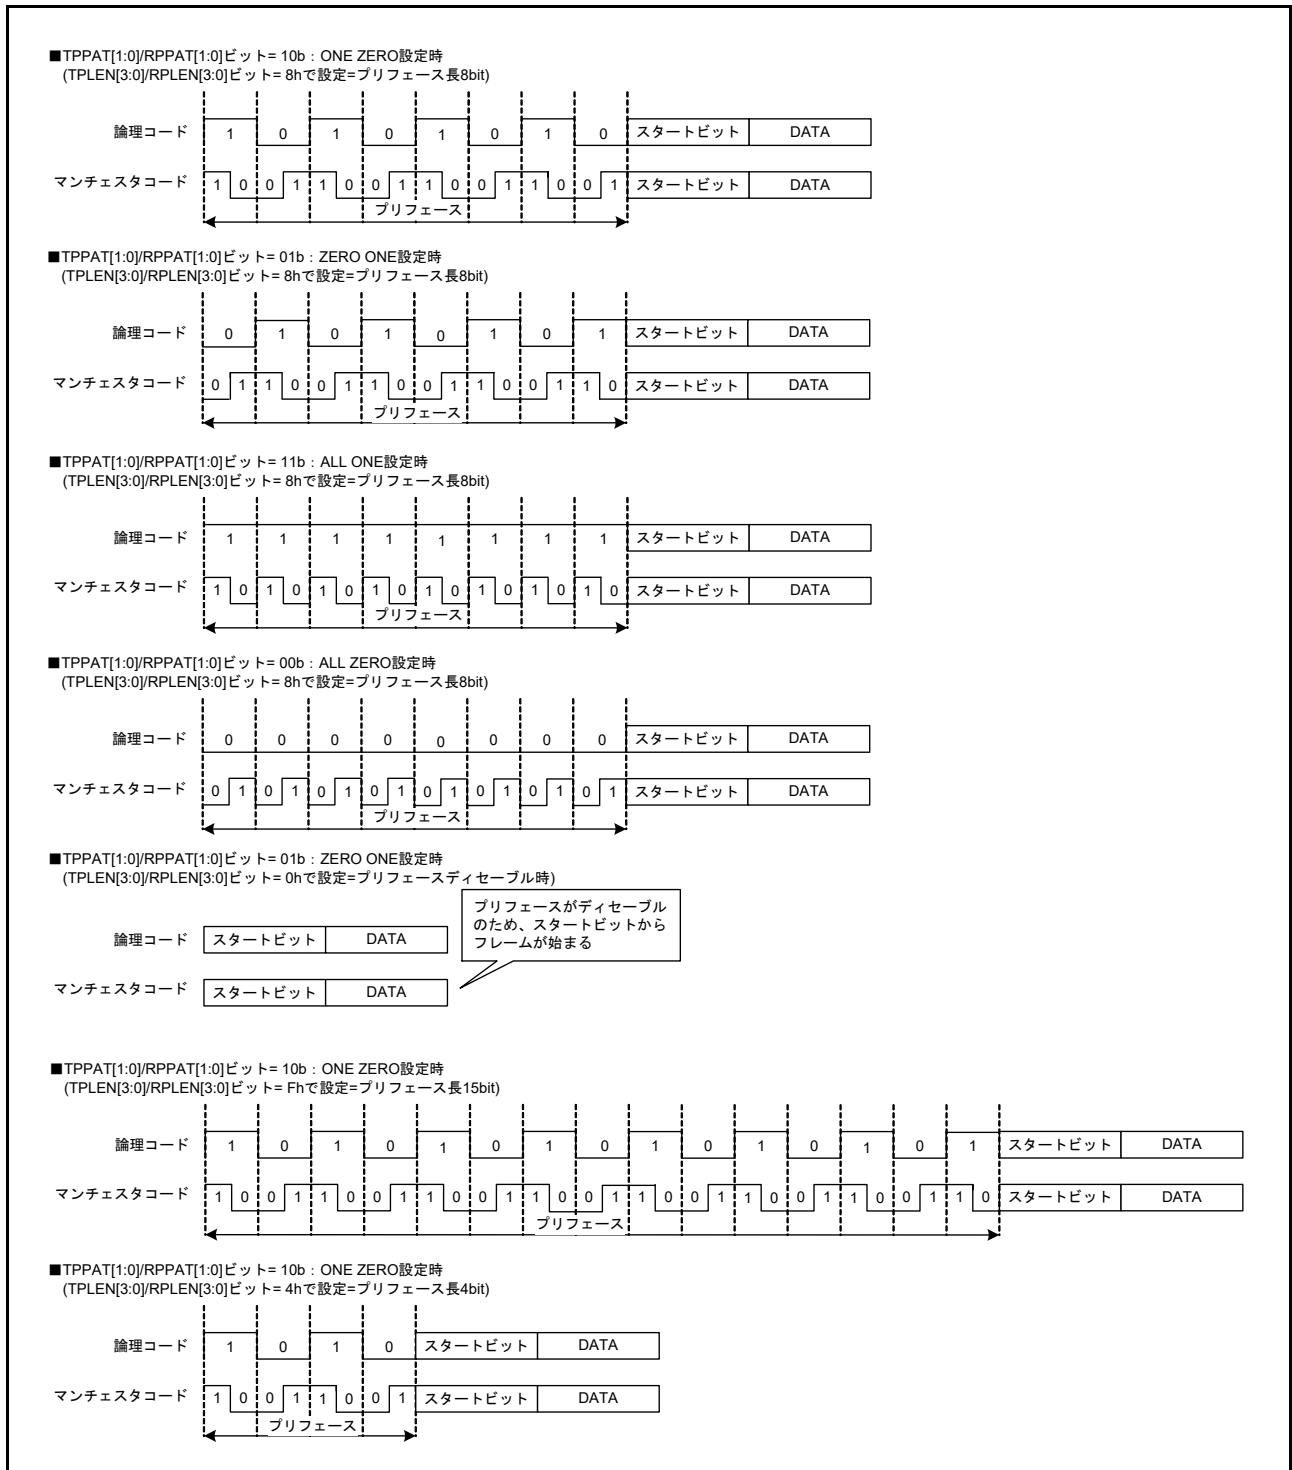 ■TPPAT[1:0]/RPPAT[1:0]ビット= 10b：ONE ZERO設定時
(TPLEN[3:0]/RPLEN[3:0]ビット= 8hで設定=プリフェース長8bit)
論理コード 1 0 1 0 1 0 1 0 スタートビット DATA
マンチェスタコード 1 0 0 1 1 0 0 1 1 0 0 1 1 0 0 1 スタートビット DATA
プリフェース
■TPPAT[1:0]/RPPAT[1:0]ビット= 01b：ZERO ONE設定時
(TPLEN[3:0]/RPLEN[3:0]ビット= 8hで設定=プリフェース長8bit)
論理コード 0 1 0 1 0 1 0 1 スタートビット DATA
マンチェスタコード 0 1 1 0 0 1 1 0 0 1 1 0 0 1 1 0 スタートビット DATA
プリフェース
■TPPAT[1:0]/RPPAT[1:0]ビット= 11b：ALL ONE設定時
(TPLEN[3:0]/RPLEN[3:0]ビット= 8hで設定=プリフェース長8bit)
論理コード 1 1 1 1 1 1 1 1 スタートビット DATA
マンチェスタコード 1 0 1 0 1 0 1 0 1 0 1 0 1 0 1 0 スタートビット DATA
プリフェース
■TPPAT[1:0]/RPPAT[1:0]ビット= 00b：ALL ZERO設定時
(TPLEN[3:0]/RPLEN[3:0]ビット= 8hで設定=プリフェース長8bit)
論理コード 0 0 0 0 0 0 0 0 スタートビット DATA
マンチェスタコード 0 1 0 1 0 1 0 1 0 1 0 1 0 1 0 1 スタートビット DATA
プリフェース
■TPPAT[1:0]/RPPAT[1:0]ビット= 01b：ZERO ONE設定時
(TPLEN[3:0]/RPLEN[3:0]ビット= 0hで設定=プリフェースディセーブル時)
プリフェースがディセーブル
のため、スタートビットから
フレームが始まる
論理コード スタートビット DATA
マンチェスタコード スタートビット DATA
■TPPAT[1:0]/RPPAT[1:0]ビット= 10b：ONE ZERO設定時
(TPLEN[3:0]/RPLEN[3:0]ビット= Fhで設定=プリフェース長15bit)
論理コード 1 0 1 0 1 0 1 0 1 0 1 0 1 0 1 スタートビット DATA
マンチェスタコード 1 0 0 1 1 0 0 1 1 0 0 1 1 0 0 1 1 0 0 1 1 0 0 1 1 0 0 1 1 0 スタートビット DATA
プリフェース
■TPPAT[1:0]/RPPAT[1:0]ビット= 10b：ONE ZERO設定時
(TPLEN[3:0]/RPLEN[3:0]ビット= 4hで設定=プリフェース長4bit)
論理コード 1 0 1 0 スタートビット DATA
マンチェスタコード 1 0 0 1 1 0 0 1 スタートビット DATA
プリフェース